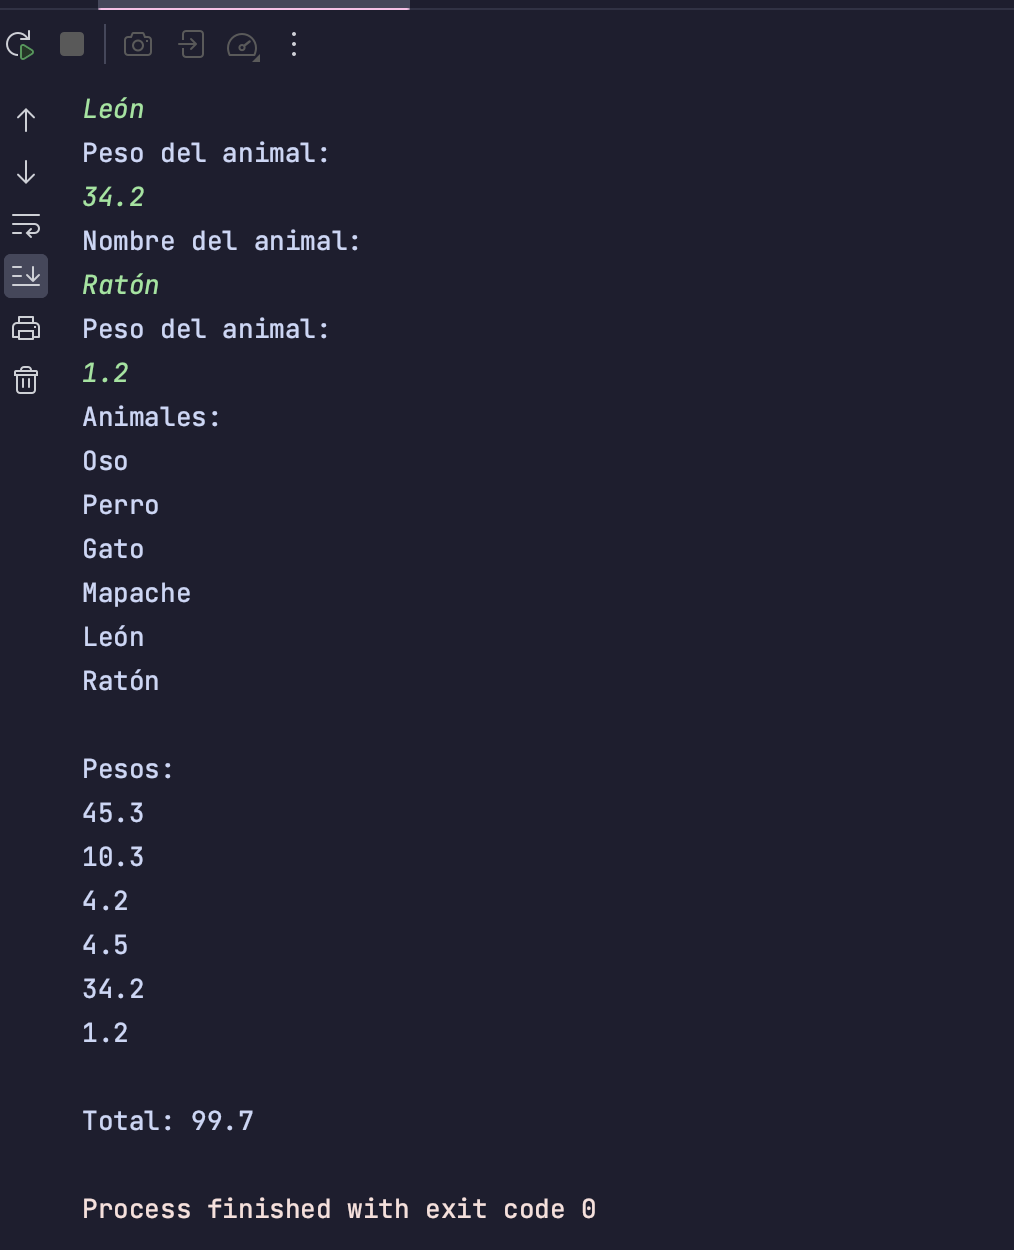 León
Peso del animal:
34.2
Nombre del animal:
Ratón
Peso del animal:
1.2
Animales:
Oso
Perro
Gato
Mapache
León
Ratón
Pesos:
45.3
10.3
4.2
4.5
34.2
1.2
Total: 99.7
Process finished with exit code 0